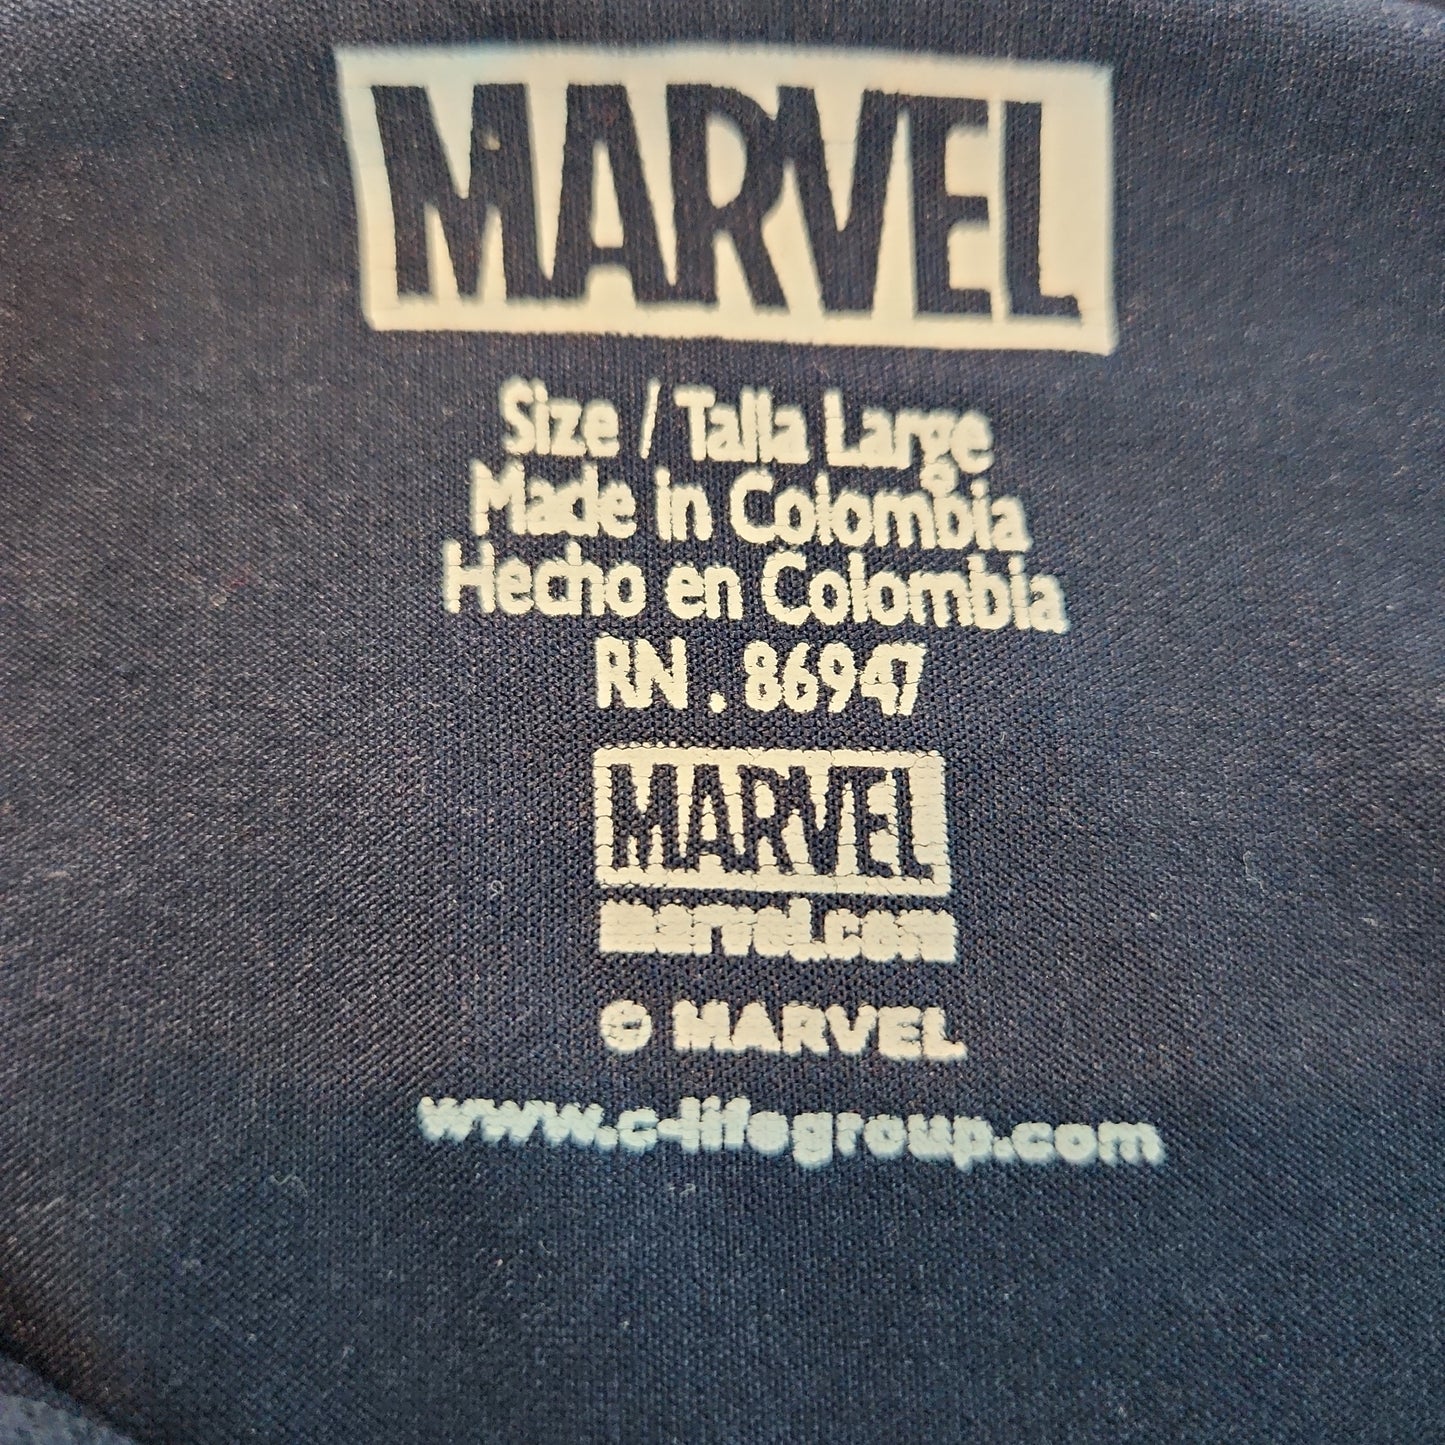 MARVEL
Size / Talla Large
Made in Colombia
Hecho en Colombia
RN . 86947
MARVEL
marvel.com
© MARVEL
www.c-lifegroup.com